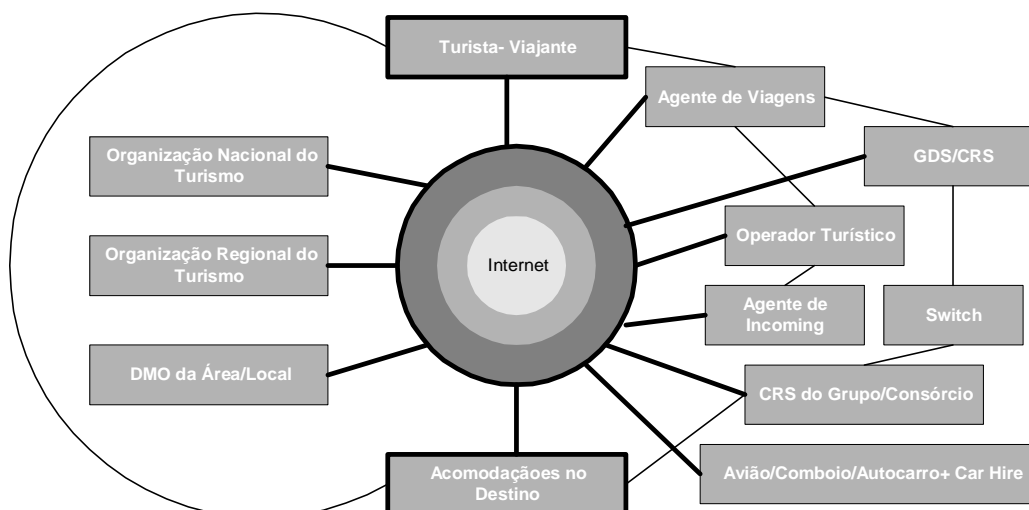 Turista- Viajante
Agente de Viagens
Organização Nacional do
Turismo
GDS/CRS
Organização Regional do
Turismo
Internet
Operador Turístico
Agente de
Incoming
Switch
DMO da Área/Local
CRS do Grupo/Consórcio
Acomodaçãoes no
Destino
Avião/Comboio/Autocarro+ Car Hire